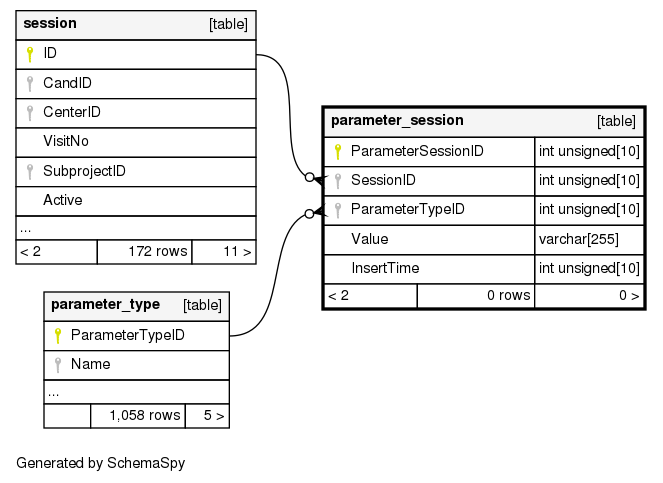 session [table]
ID
CandID
CenterID
VisitNo
SubprojectID
Active
...
< 2 172 rows 11 >
parameter_session [table]
ParameterSessionID int unsigned[10]
SessionID int unsigned[10]
ParameterTypeID int unsigned[10]
Value varchar[255]
InsertTime int unsigned[10]
< 2 0 rows 0 >
parameter_type [table]
ParameterTypeID
Name
...
1,058 rows 5 >
Generated by SchemaSpy